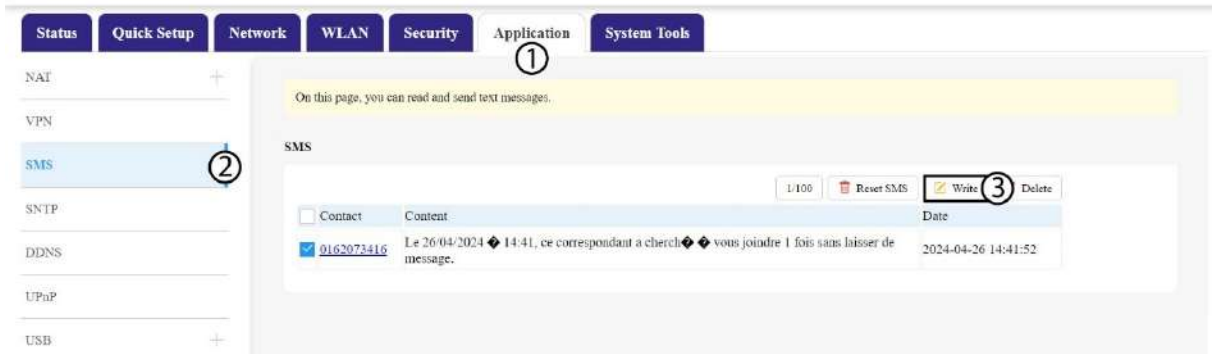 Status Quick Setup Network WLAN Security Application System Tools
①
NAT
VPN
SMS
②
SNTP
DDNS
UPnP
USB
On this page, you can read and send text messages.
SMS
1/100 Reset SMS Write ③ Delete
Contact Content Date
0162073416 Le 26/04/2024 � 14:41, ce correspondant a cherch� � vous joindre 1 fois sans laisser de
message.
2024-04-26 14:41:52